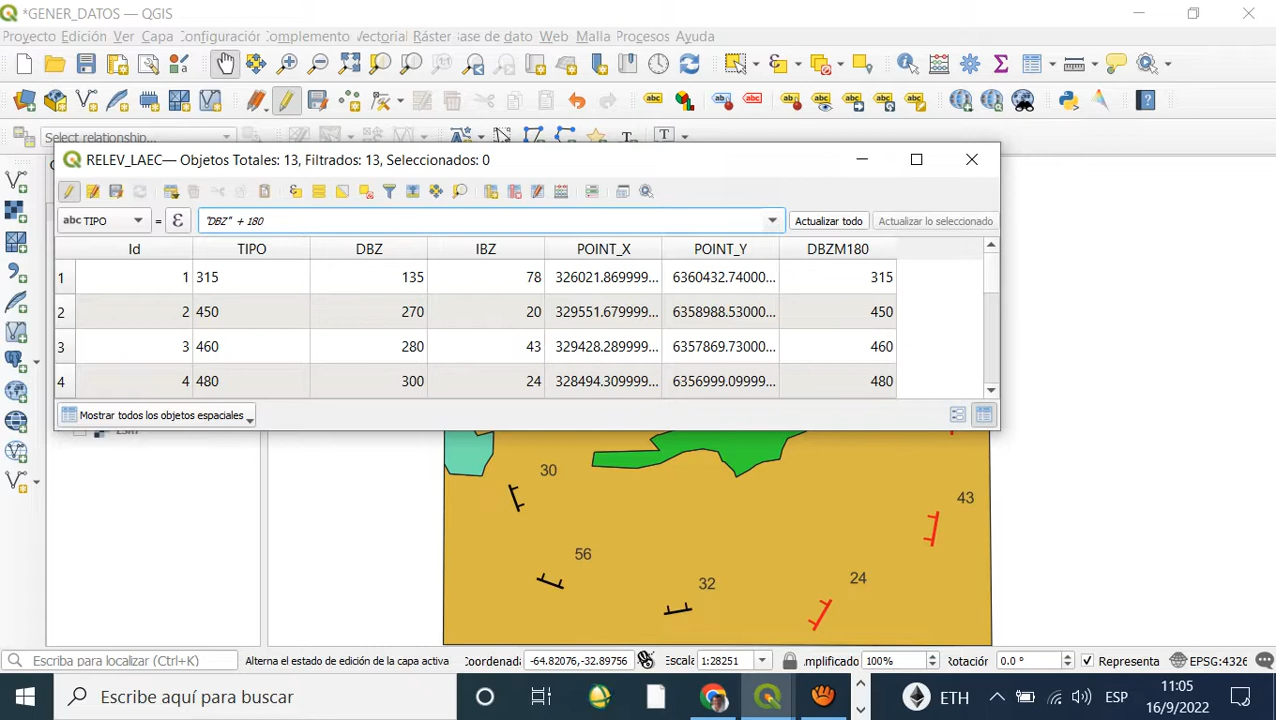 *GENER_DATOS — QGIS
Proyecto Edición Ver Capa Configuración Complemento Vectorial Ráster Base de dato Web Malla Procesos Ayuda
Select relationship...
RELEV_LAEC— Objetos Totales: 13, Filtrados: 13, Seleccionados: 0
abc TIPO = ε "DBZ" + 180 Actualizar todo Actualizar lo seleccionado
Id TIPO DBZ IBZ POINT_X POINT_Y DBZM180
1 1 315 135 78 326021.869999... 6360432.74000... 315
2 2 450 270 20 329551.679999... 6358988.53000... 450
3 3 460 280 43 329428.289999... 6357869.73000... 460
4 4 480 300 24 328494.309999... 6356999.09999... 480
Mostrar todos los objetos espaciales
30
43
56
24
32
Escriba para localizar (Ctrl+K) Alterna el estado de edición de la capa activa Coordenad -64.82076,-32.89756 Escala 1:28251 mplificado 100% Rotación 0.0 ° Representa EPSG:4326
Escribe aquí para buscar ETH ESP 11:05
16/9/2022